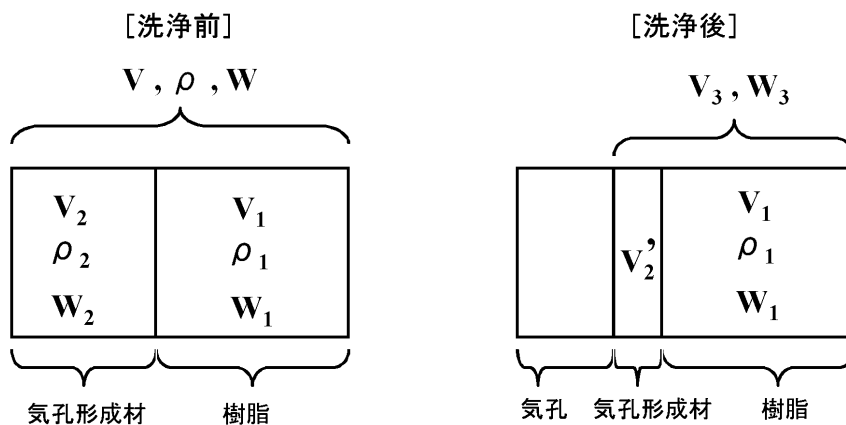 [洗浄前]
V , ρ , W
V₂
ρ₂
W₂
V₁
ρ₁
W₁
気孔形成材
樹脂
[洗浄後]
V₃ , W₃
V₂’
V₁
ρ₁
W₁
気孔
気孔形成材
樹脂